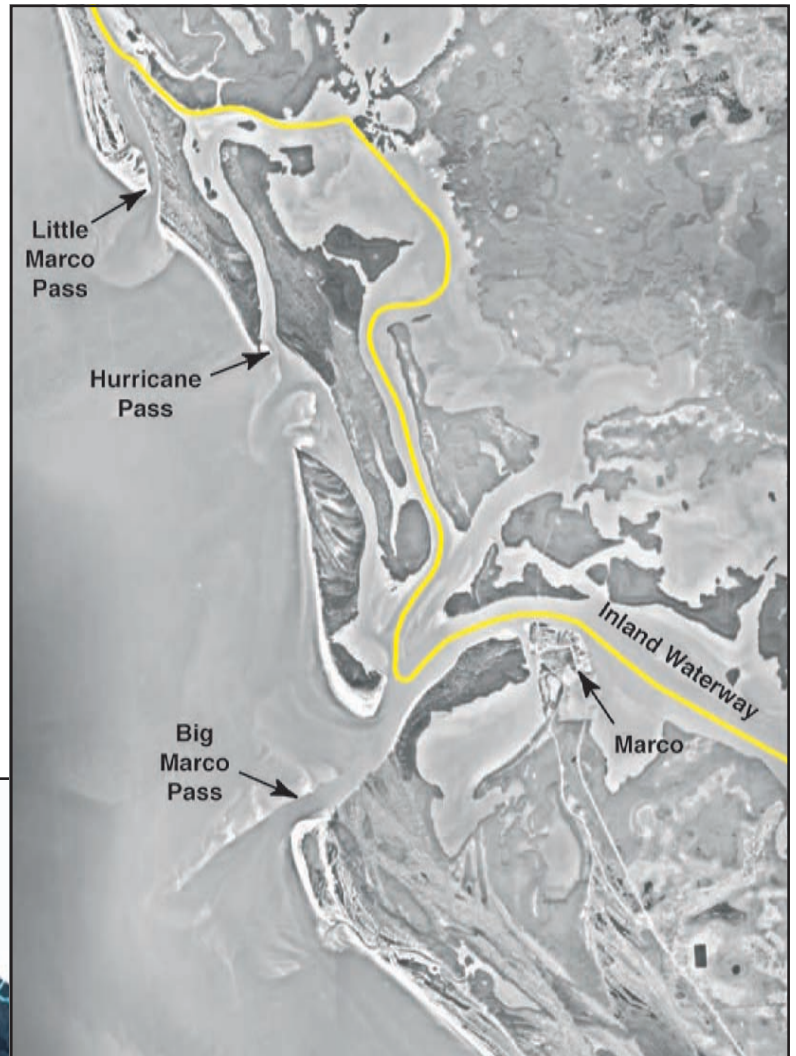 Little
Marco
Pass
Hurricane
Pass
Big
Marco
Pass
Inland Waterway
Marco